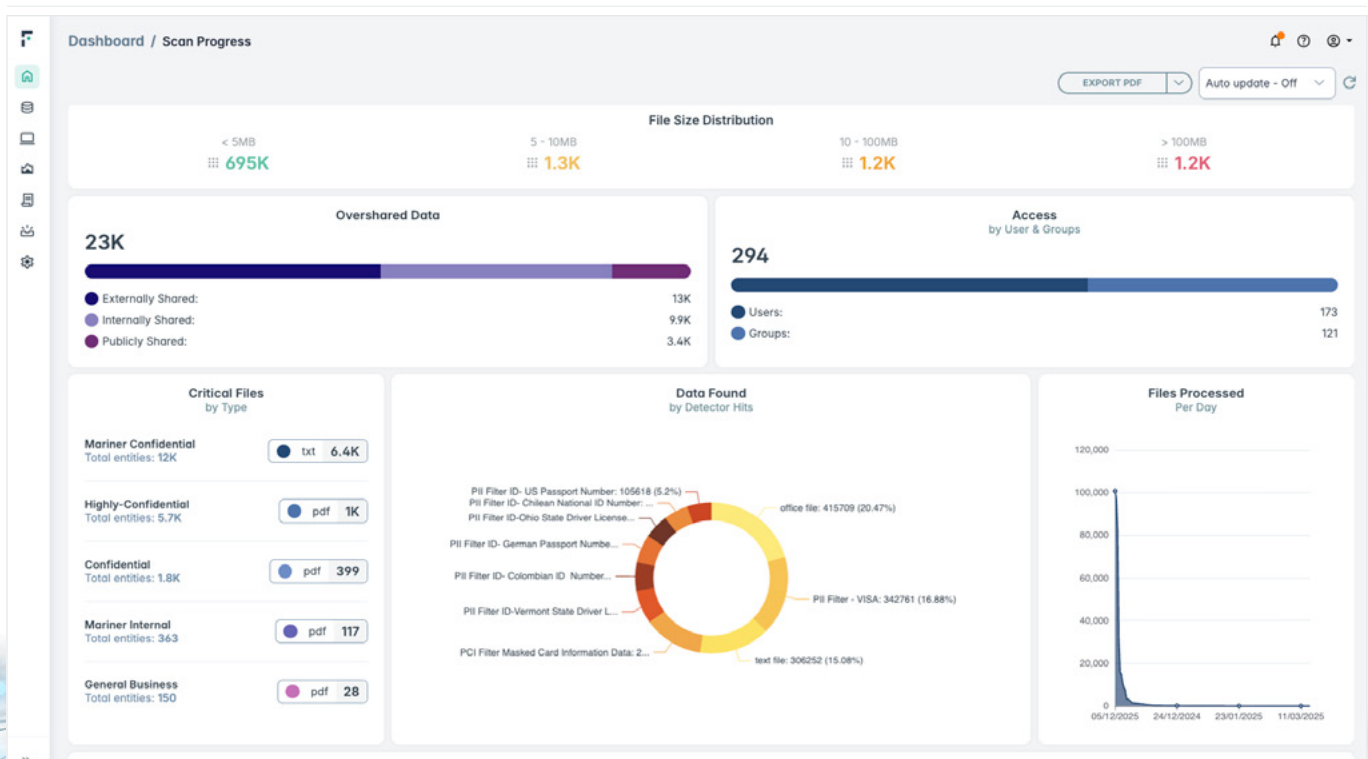 Dashboard / Scan Progress
EXPORT PDF
Auto update - Off
File Size Distribution
< 5MB
695K
5 - 10MB
1.3K
10 - 100MB
1.2K
> 100MB
1.2K
Overshared Data
23K
Externally Shared: 13K
Internally Shared: 9.9K
Publicly Shared: 3.4K
Access
by User & Groups
294
Users: 173
Groups: 121
Critical Files
by Type
Mariner Confidential
Total entities: 12K
txt 6.4K
Highly-Confidential
Total entities: 5.7K
pdf 1K
Confidential
Total entities: 1.8K
pdf 399
Mariner Internal
Total entities: 363
pdf 117
General Business
Total entities: 150
pdf 28
Data Found
by Detector Hits
PII Filter ID- US Passport Number: 105618 (5.2%)
PII Filter ID- Chilean National ID Number: ...
PII Filter ID-Ohio State Driver License...
PII Filter ID- German Passport Numbe...
PII Filter ID- Colombian ID Number...
PII Filter ID-Vermont State Driver L...
PCI Filter Masked Card Information Data: 2...
office file: 415709 (20.47%)
PII Filter - VISA: 342761 (16.88%)
text file: 306252 (15.08%)
Files Processed
Per Day
120,000
100,000
80,000
60,000
40,000
20,000
0
05/12/2025 24/12/2024 23/01/2025 11/03/2025